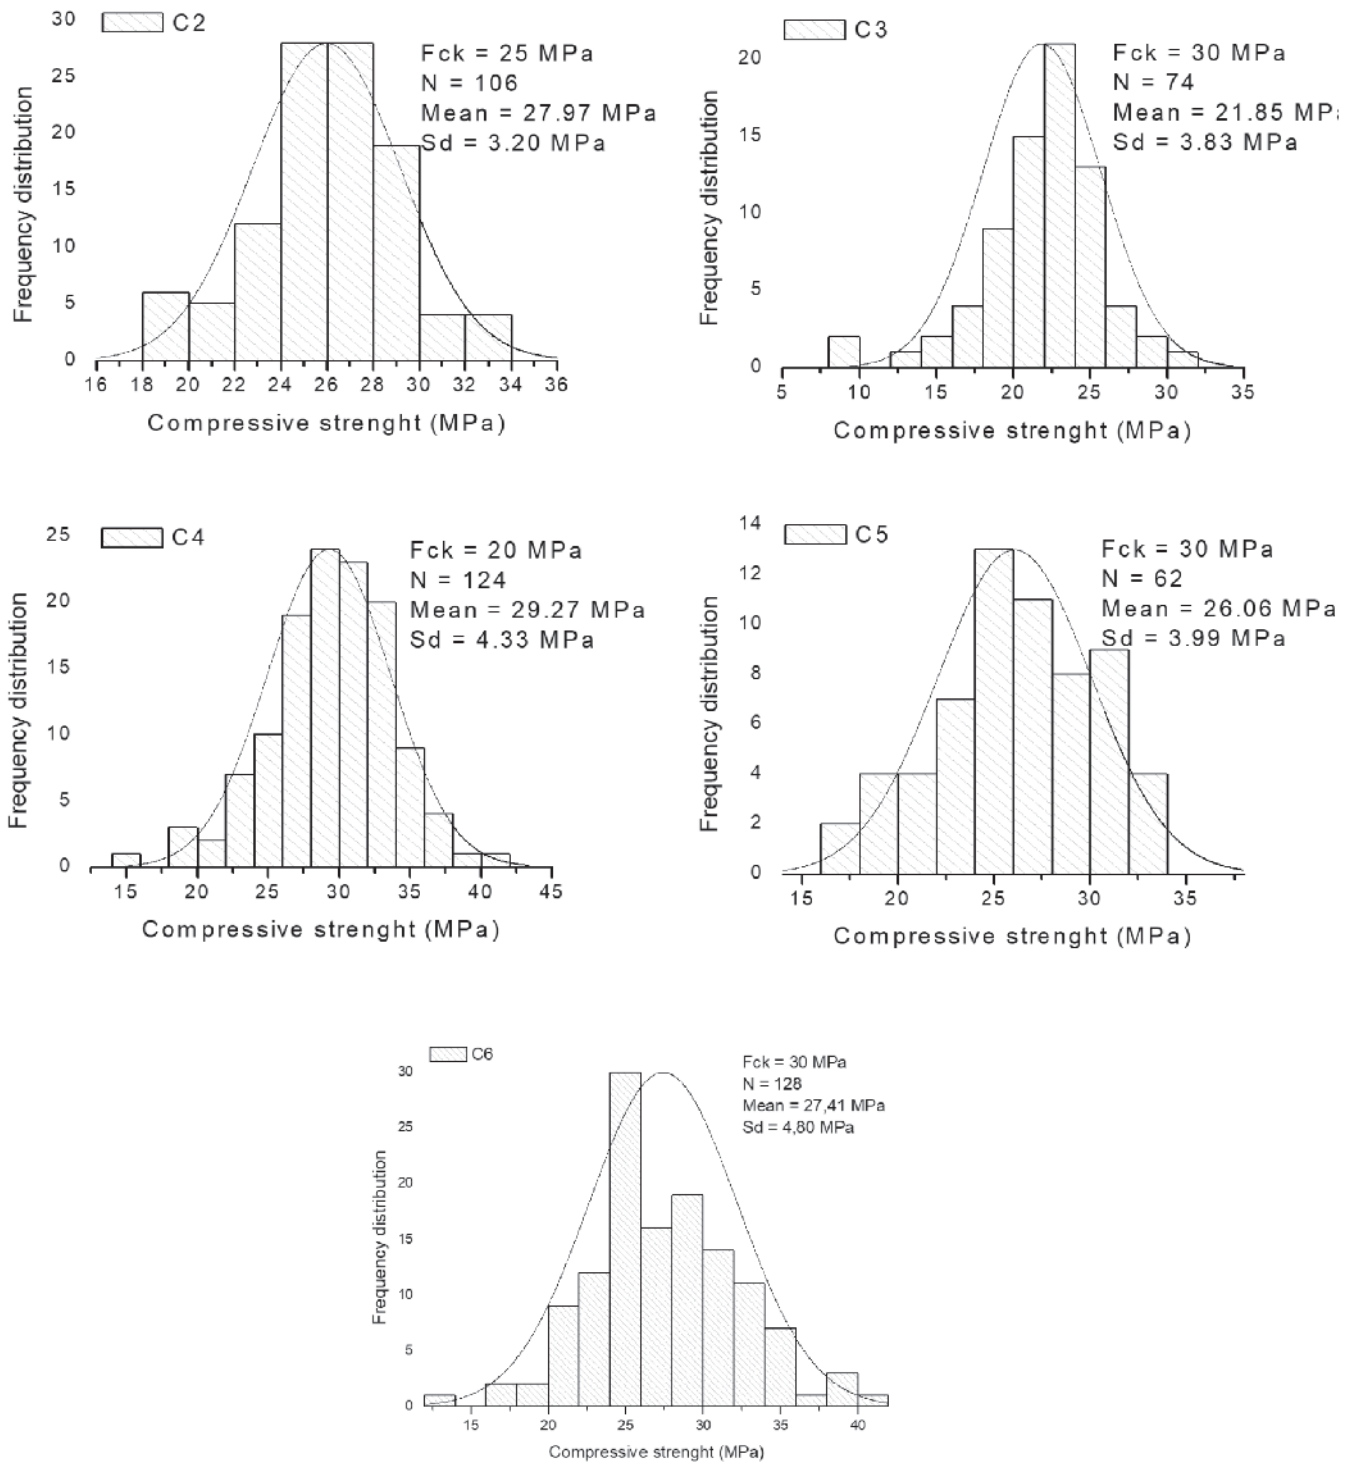 C2
Fck = 25 MPa
N = 106
Mean = 27.97 MPa
Sd = 3.20 MPa
Frequency distribution
30
25
20
15
10
5
0
16 18 20 22 24 26 28 30 32 34 36
Compressive strenght (MPa)
C3
Fck = 30 MPa
N = 74
Mean = 21.85 MP
Sd = 3.83 MPa
Frequency distribution
20
15
10
5
0
5 10 15 20 25 30 35
Compressive strenght (MPa)
C4
Fck = 20 MPa
N = 124
Mean = 29.27 MPa
Sd = 4.33 MPa
Frequency distribution
25
20
15
10
5
0
15 20 25 30 35 40 45
Compressive strenght (MPa)
C5
Fck = 30 MPa
N = 62
Mean = 26.06 MPa
Sd = 3.99 MPa
Frequency distribution
14
12
10
8
6
4
2
0
15 20 25 30 35
Compressive strenght (MPa)
C6
Fck = 30 MPa
N = 128
Mean = 27,41 MPa
Sd = 4,80 MPa
Frequency distribution
30
25
20
15
10
5
0
15 20 25 30 35 40
Compressive strenght (MPa)